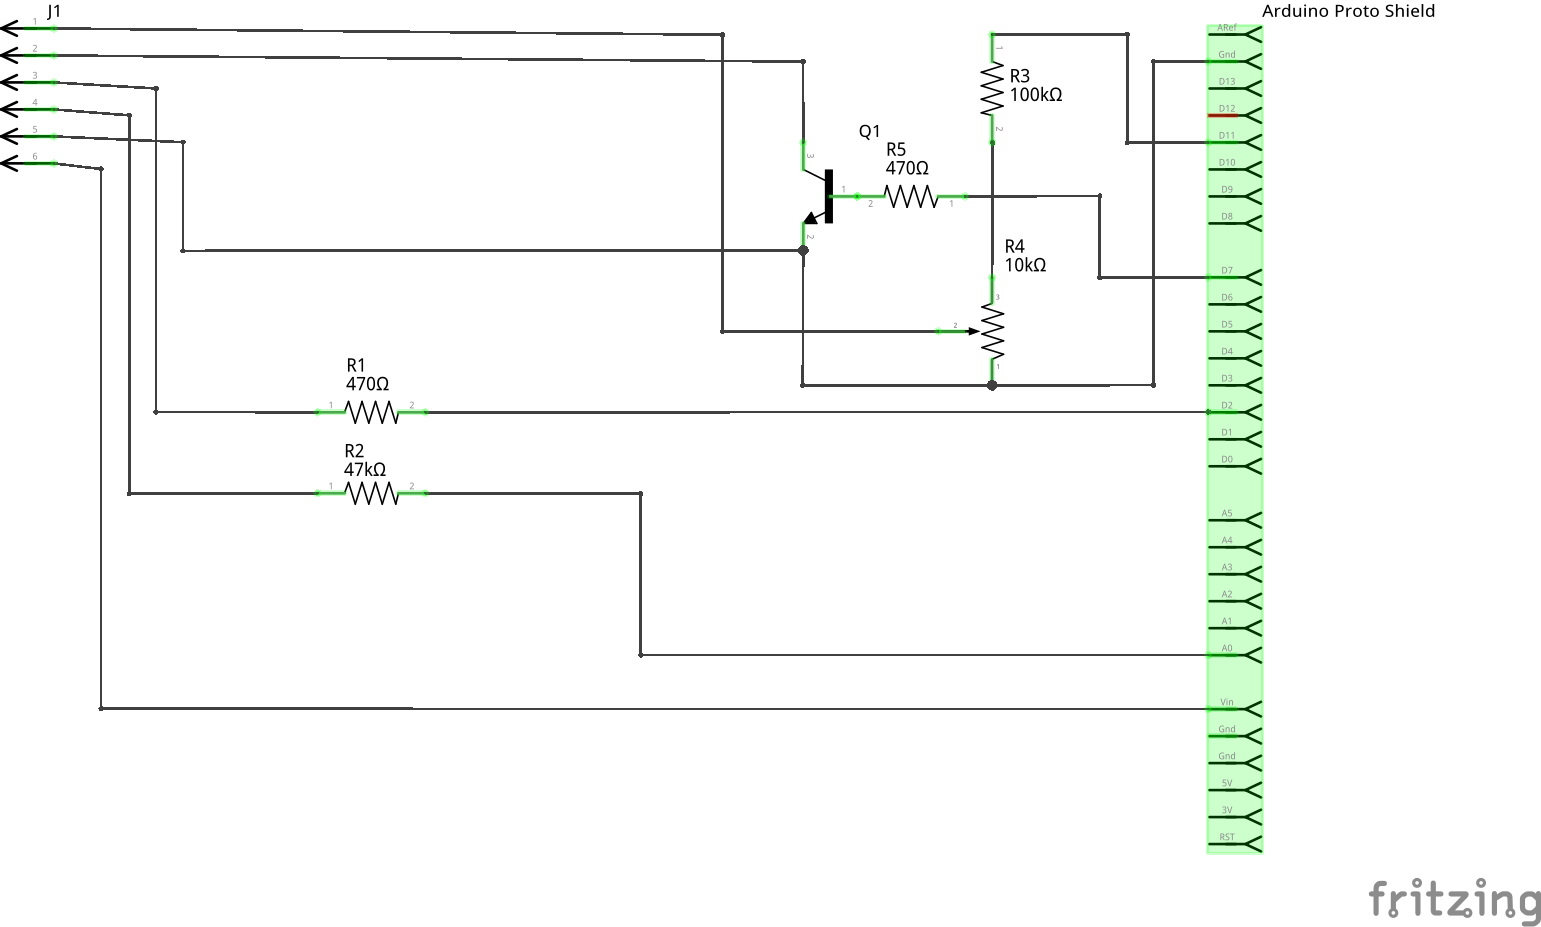 J1
1
2
3
4
5
6
Arduino Proto Shield
ARef
Gnd
D13
D12
D11
D10
D9
D8
D7
D6
D5
D4
D3
D2
D1
D0
A5
A4
A3
A2
A1
A0
Vin
Gnd
Gnd
5V
3V
RST
1
R3
100kΩ
2
Q1
3
1
2
R5
470Ω
2
1
R4
10kΩ
3
2
1
R1
470Ω
1
2
R2
47kΩ
1
2
fritzing